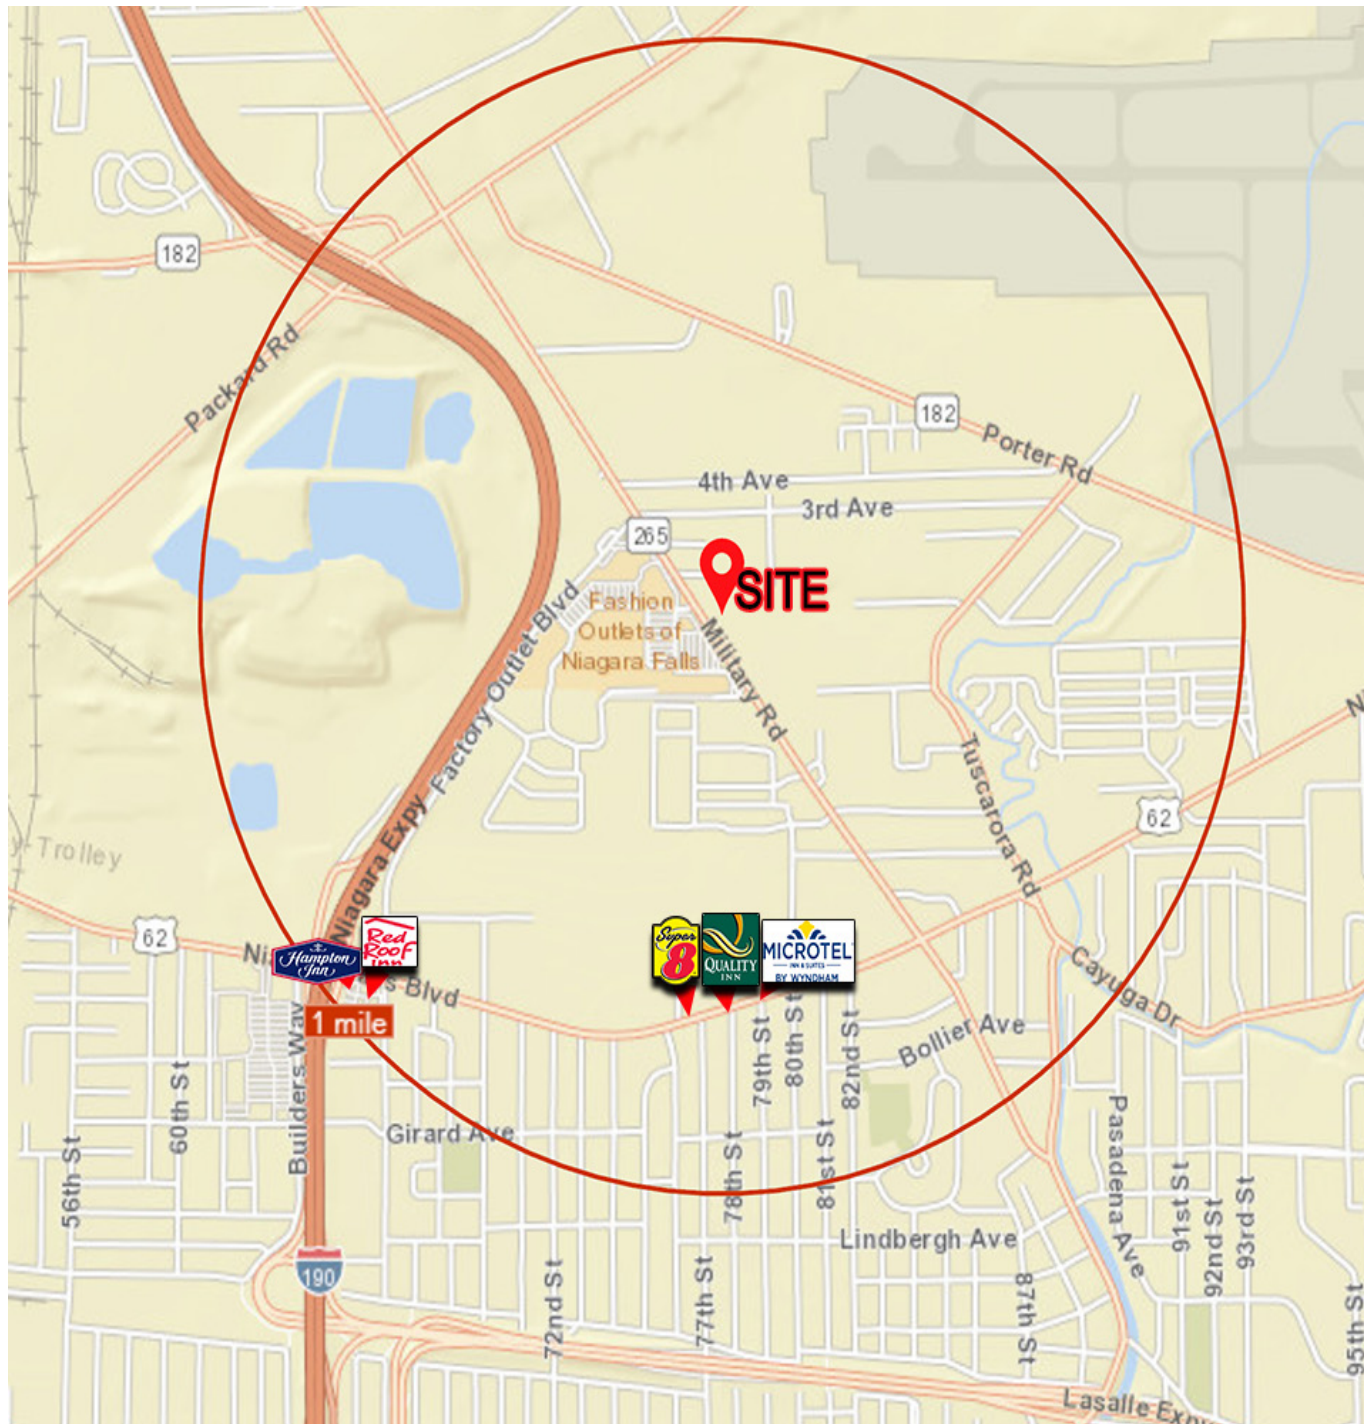 182
Packard Rd
182
Porter Rd
4th Ave
3rd Ave
265
SITE
Fashion
Outlets of
Niagara Falls
Military Rd
Factory Outlet Blvd
Niagara Expy
Tuscarora Rd
62
Trolley
62
Hampton
Inn
Red
Roof
Inn
Blvd
1 mile
Super
8
QUALITY
INN
MICROTEL
INN & SUITES
BY WYNDHAM
Cayuga Dr
Bolliet Ave
Builders Way
60th St
56th St
Girard Ave
79th St
80th St
82nd St
78th St
81st St
Pasadena Ave
91st St
92nd St
93rd St
Lindbergh Ave
190
72nd St
77th St
87th St
95th St
Lasalle Expy